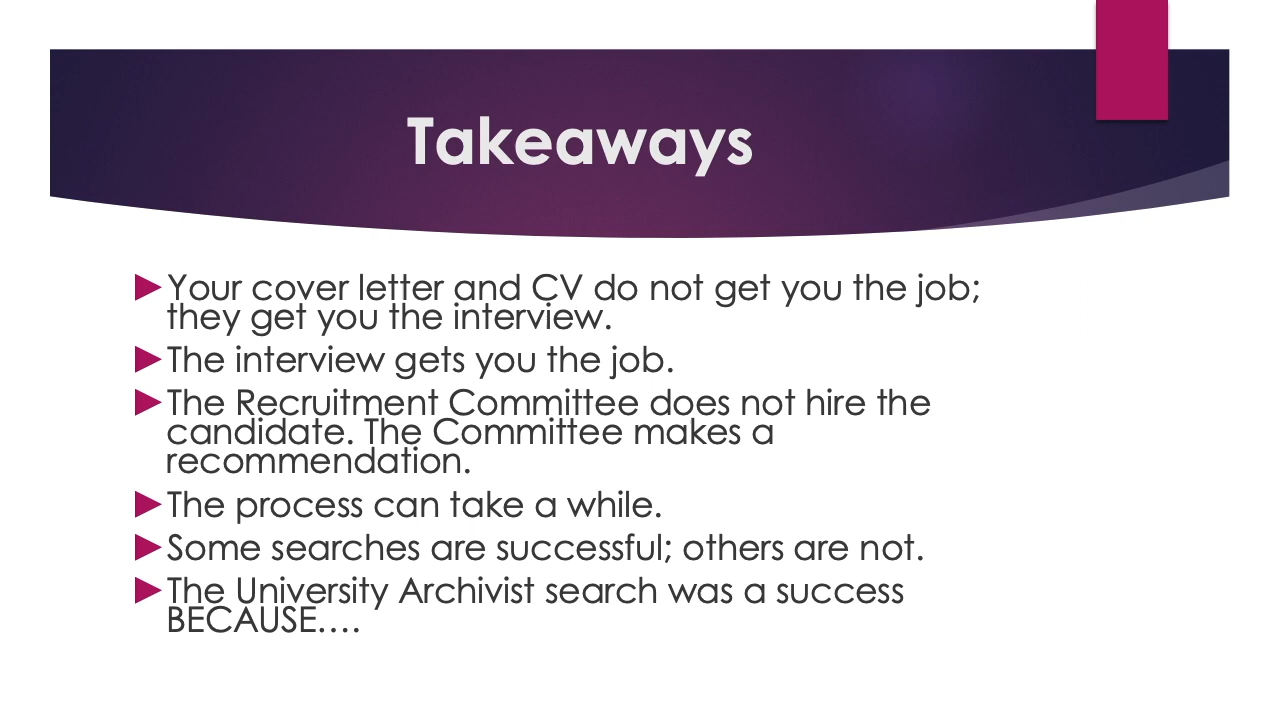 Takeaways
Your cover letter and CV do not get you the job;
they get you the interview.
The interview gets you the job.
The Recruitment Committee does not hire the
candidate. The Committee makes a
recommendation.
The process can take a while.
Some searches are successful; others are not.
The University Archivist search was a success
BECAUSE….